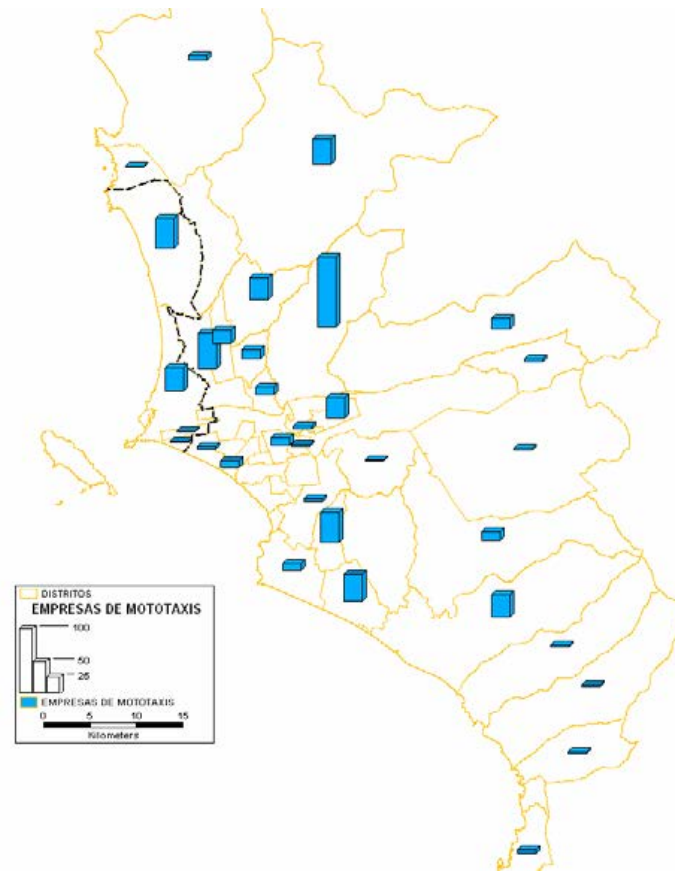 DISTRITOS
EMPRESAS DE MOTOTAXIS
100
50
25
EMPRESAS DE MOTOTAXIS
0 5 10 15
Kilometers